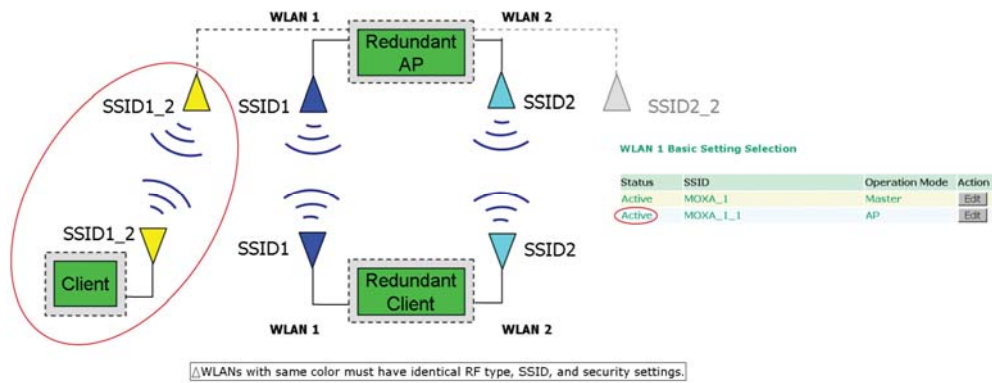 WLAN 1
WLAN 2
Redundant
AP
SSID1_2
SSID1
SSID2
SSID2_2
WLAN 1 Basic Setting Selection
Status SSID Operation Mode Action
Active MOXA_1 Master Edit
Active MOXA_1_1 AP Edit
SSID1_2
SSID1
SSID2
Client
Redundant
Client
WLAN 1
WLAN 2
△WLANs with same color must have identical RF type, SSID, and security settings.